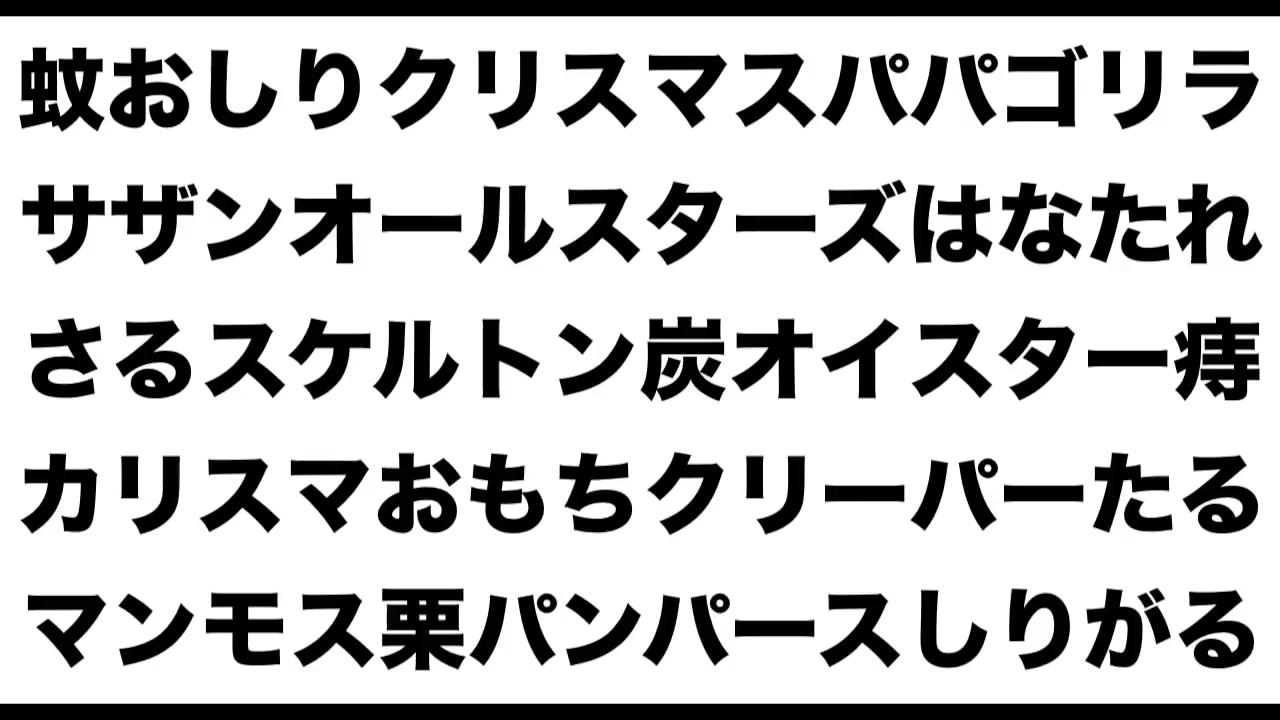 蚊おしりクリスマスパパゴリラ
サザンオールスターズはなたれ
さるスケルトン炭オイスター痔
カリスマおもちクリーパーたる
マンモス栗パンパースしりがる